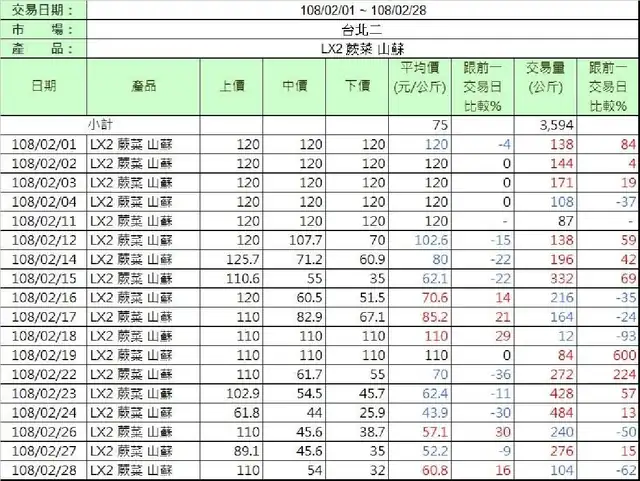 交易日期： 108/02/01 ~ 108/02/28
市 場： 台北二
產 品： LX2 蕨菜 山蘇
日期 產品 上價 中價 下價 平均價 (元/公斤) 跟前一交易日比較% 交易量 (公斤) 跟前一交易日比較%
小計 75 3,594
108/02/01 LX2 蕨菜 山蘇 120 120 120 120 -4 138 84
108/02/02 LX2 蕨菜 山蘇 120 120 120 120 0 144 4
108/02/03 LX2 蕨菜 山蘇 120 120 120 120 0 171 19
108/02/04 LX2 蕨菜 山蘇 120 120 120 120 0 108 -37
108/02/11 LX2 蕨菜 山蘇 120 120 120 120 - 87 -
108/02/12 LX2 蕨菜 山蘇 120 107.7 70 102.6 -15 138 59
108/02/14 LX2 蕨菜 山蘇 125.7 71.2 60.9 80 -22 196 42
108/02/15 LX2 蕨菜 山蘇 110.6 55 35 62.1 -22 332 69
108/02/16 LX2 蕨菜 山蘇 120 60.5 51.5 70.6 14 216 -35
108/02/17 LX2 蕨菜 山蘇 110 82.9 67.1 85.2 21 164 -24
108/02/18 LX2 蕨菜 山蘇 110 110 110 110 29 12 -93
108/02/19 LX2 蕨菜 山蘇 110 110 110 110 0 84 600
108/02/22 LX2 蕨菜 山蘇 110 61.7 55 70 -36 272 224
108/02/23 LX2 蕨菜 山蘇 102.9 54.5 45.7 62.4 -11 428 57
108/02/24 LX2 蕨菜 山蘇 61.8 44 25.9 43.9 -30 484 13
108/02/26 LX2 蕨菜 山蘇 110 45.6 38.7 57.1 30 240 -50
108/02/27 LX2 蕨菜 山蘇 89.1 45.6 35 52.2 -9 276 15
108/02/28 LX2 蕨菜 山蘇 110 54 32 60.8 16 104 -62